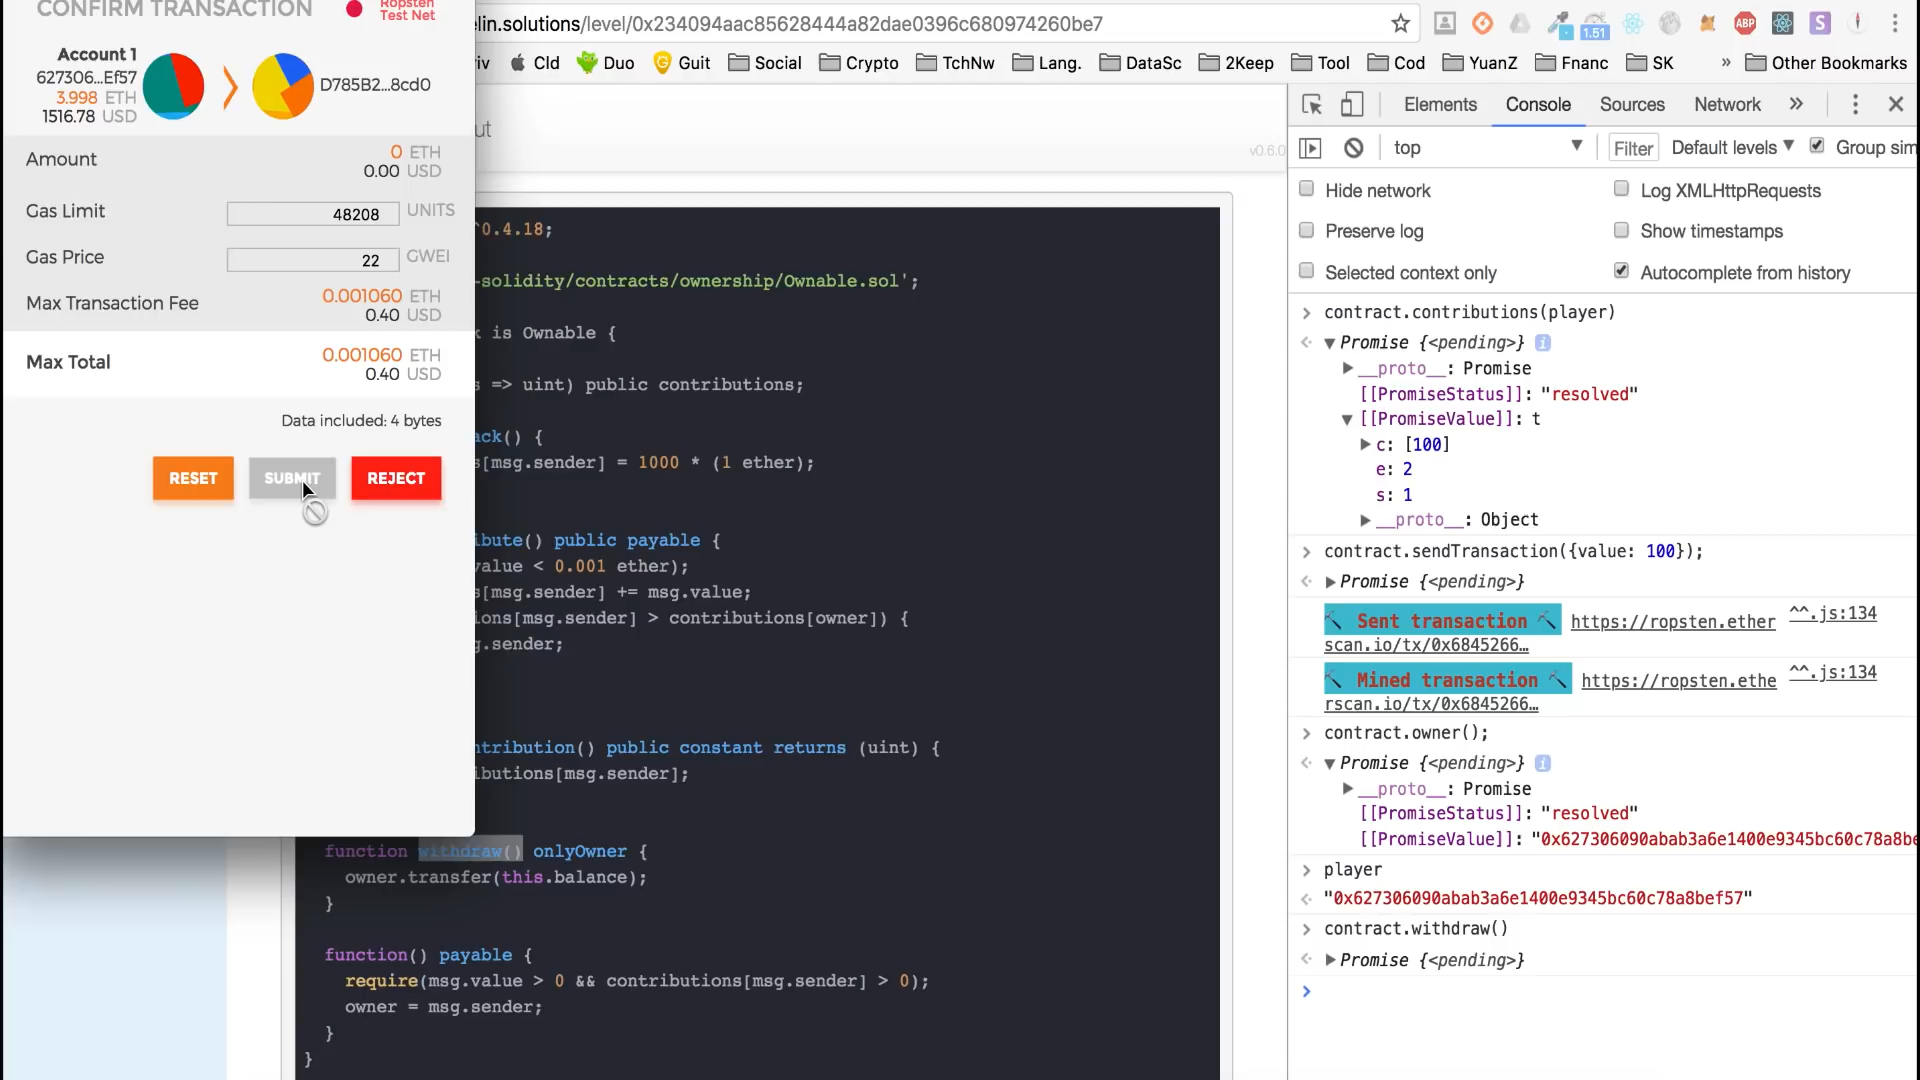 CONFIRM TRANSACTION
Ropsten
Test Net
Account 1
627306...Ef57
3.998 ETH
1516.78 USD
D785B2...8cd0
Amount
0 ETH
0.00 USD
Gas Limit
48208 UNITS
Gas Price
22 GWEI
Max Transaction Fee
0.001060 ETH
0.40 USD
Max Total
0.001060 ETH
0.40 USD
Data included: 4 bytes
RESET SUBMIT REJECT
elin.solutions/level/0x234094aac85628444a82dae0396c680974260be7
1.51
ABP
S
riv Cld Duo Guit Social Crypto TchNw Lang. DataSc 2Keep Tool Cod YuanZ Fnanc SK » Other Bookmarks
ut
v0.6.0
^0.4.18;
-solidity/contracts/ownership/Ownable.sol';
k is Ownable {
s => uint) public contributions;
ack() {
s[msg.sender] = 1000 * (1 ether);
ibute() public payable {
value < 0.001 ether);
s[msg.sender] += msg.value;
ions[msg.sender] > contributions[owner]) {
g.sender;
ntribution() public constant returns (uint) {
ibutions[msg.sender];
function withdraw() onlyOwner {
owner.transfer(this.balance);
}
function() payable {
require(msg.value > 0 && contributions[msg.sender] > 0);
owner = msg.sender;
}
}
Elements Console Sources Network »
top Filter Default levels Group sim
Hide network Log XMLHttpRequests
Preserve log Show timestamps
Selected context only Autocomplete from history
contract.contributions(player)
Promise {<pending>}
__proto__: Promise
[[PromiseStatus]]: "resolved"
[[PromiseValue]]: t
c: [100]
e: 2
s: 1
__proto__: Object
contract.sendTransaction({value: 100});
Promise {<pending>}
Sent transaction https://ropsten.ether ^^.js:134
scan.io/tx/0x6845266…
Mined transaction https://ropsten.ethe ^^.js:134
rscan.io/tx/0x6845266…
contract.owner();
Promise {<pending>}
__proto__: Promise
[[PromiseStatus]]: "resolved"
[[PromiseValue]]: "0x627306090abab3a6e1400e9345bc60c78a8be
player
"0x627306090abab3a6e1400e9345bc60c78a8bef57"
contract.withdraw()
Promise {<pending>}